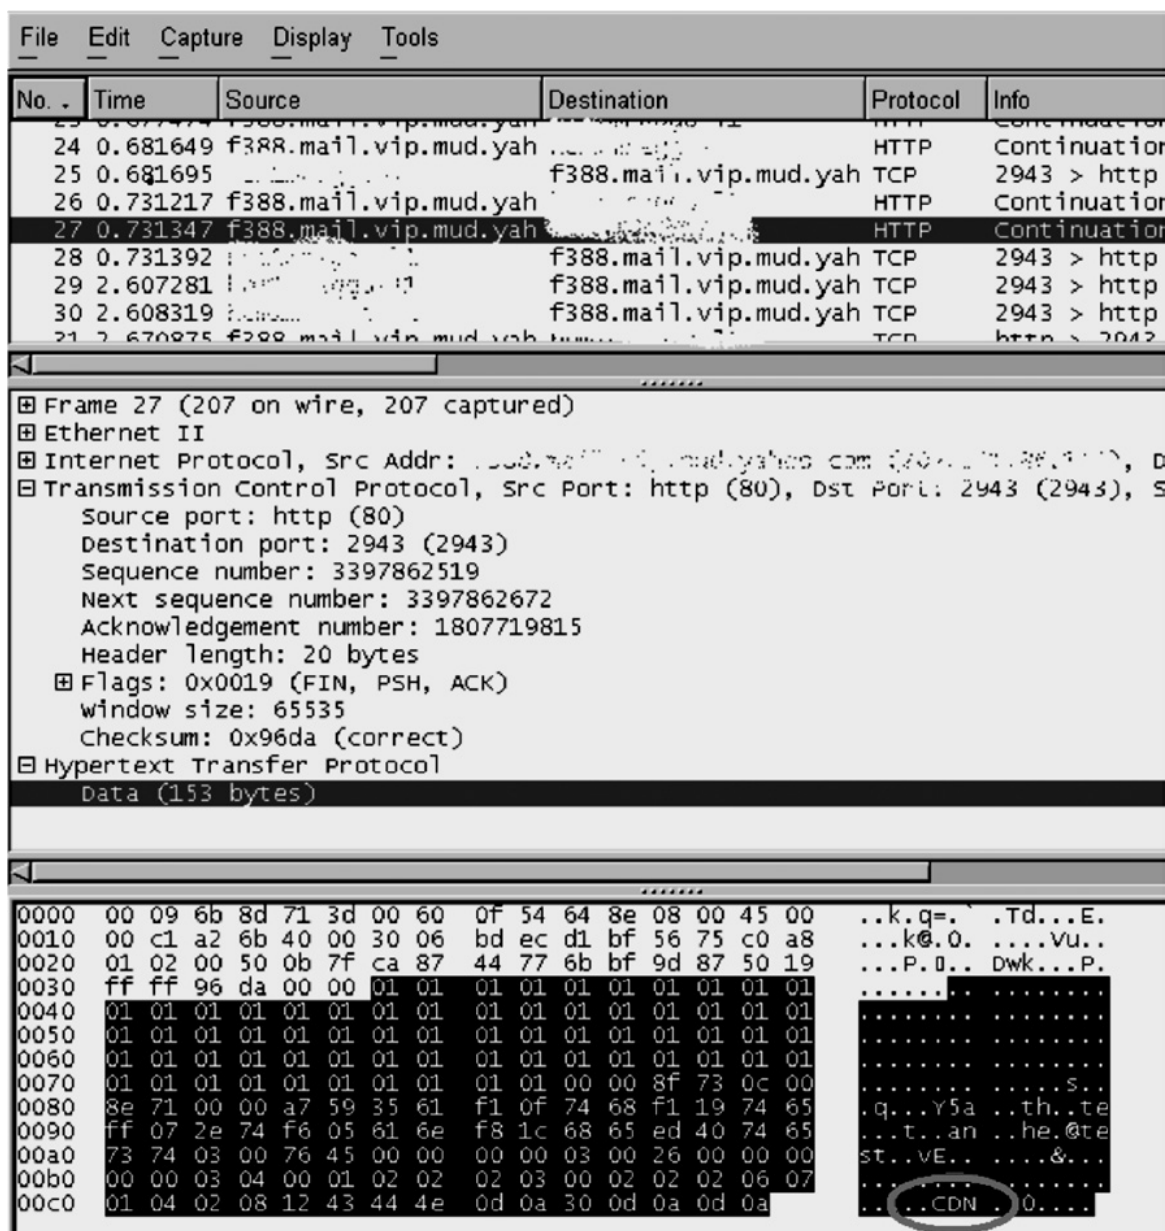 File Edit Capture Display Tools
No. Time Source Destination Protocol Info
24 0.681649 f388.mail.vip.mud.yah HTTP Continuation
25 0.681695 f388.mail.vip.mud.yah TCP 2943 > http
26 0.731217 f388.mail.vip.mud.yah HTTP Continuation
27 0.731347 f388.mail.vip.mud.yah HTTP Continuation
28 0.731392 f388.mail.vip.mud.yah TCP 2943 > http
29 2.607281 f388.mail.vip.mud.yah TCP 2943 > http
30 2.608319 f388.mail.vip.mud.yah TCP 2943 > http
31 2.670875 f388.mail.vip.mud.yah TCP http > 2943
Frame 27 (207 on wire, 207 captured)
Ethernet II
Internet Protocol, Src Addr:
Transmission Control Protocol, Src Port: http (80), Dst Port: 2943 (2943), S
Source port: http (80)
Destination port: 2943 (2943)
Sequence number: 3397862519
Next sequence number: 3397862672
Acknowledgement number: 1807719815
Header length: 20 bytes
Flags: 0x0019 (FIN, PSH, ACK)
Window size: 65535
Checksum: 0x96da (correct)
Hypertext Transfer Protocol
Data (153 bytes)
0000 00 09 6b 8d 71 3d 00 60 0f 54 64 8e 08 00 45 00 ..k.q=.` .Td...E.
0010 00 c1 a2 6b 40 00 30 06 bd ec d1 bf 56 75 c0 a8 ...k@.0. ....Vu..
0020 01 02 00 50 0b 7f ca 87 44 77 6b bf 9d 87 50 19 ...P.▯.. Dwk...P.
0030 ff ff 96 da 00 00 01 01 01 01 01 01 01 01 01 01 ........ ........
0040 01 01 01 01 01 01 01 01 01 01 01 01 01 01 01 01 ........ ........
0050 01 01 01 01 01 01 01 01 01 01 01 01 01 01 01 01 ........ ........
0060 01 01 01 01 01 01 01 01 01 01 01 01 01 01 01 01 ........ ........
0070 01 01 01 01 01 01 01 01 01 01 00 00 8f 73 0c 00 ........ .....s..
0080 8e 71 00 00 a7 59 35 61 f1 0f 74 68 f1 19 74 65 .q...Y5a ..th..te
0090 ff 07 2e 74 f6 05 61 6e f8 1c 68 65 ed 40 74 65 ...t..an ..he.@te
00a0 73 74 03 00 76 45 00 00 00 00 03 00 26 00 00 00 st..vE.. ....&...
00b0 00 00 03 04 00 01 02 02 02 03 00 02 02 02 06 07 ........ ........
00c0 01 04 02 08 12 43 44 4e 0d 0a 30 0d 0a 0d 0a .....CDN ..0....